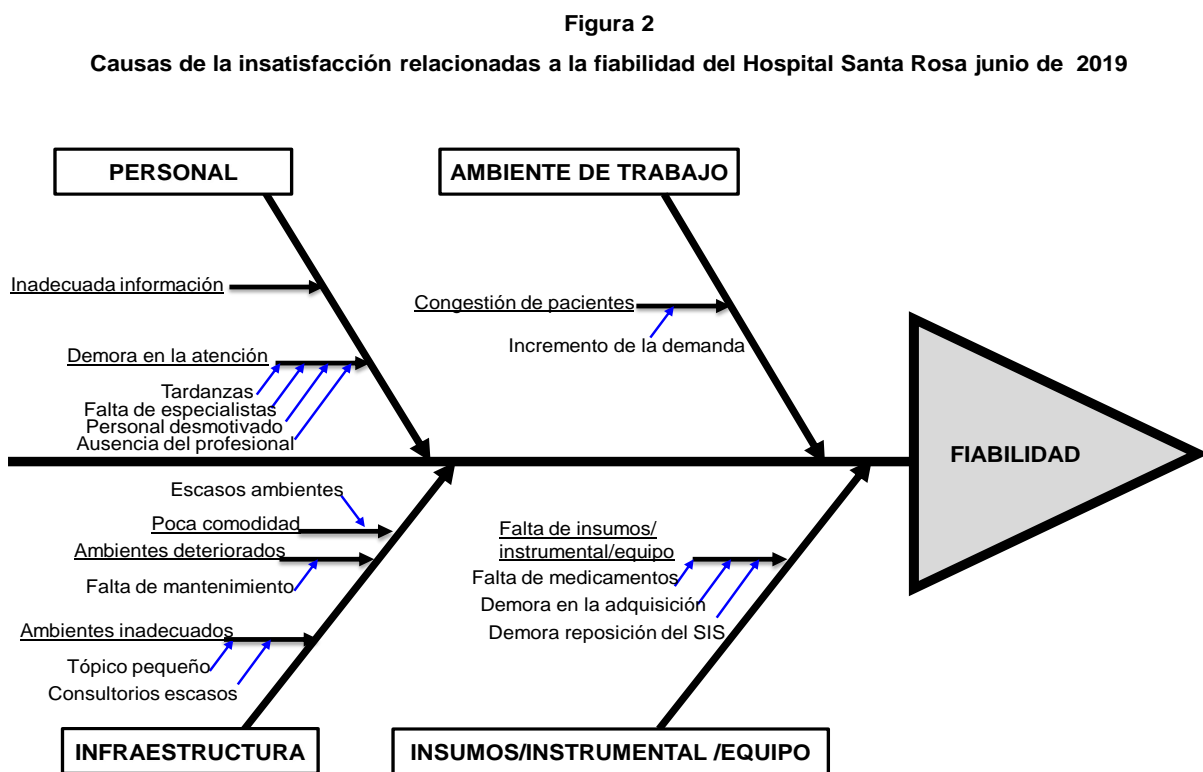 Figura 2
Causas de la insatisfacción relacionadas a la fiabilidad del Hospital Santa Rosa junio de 2019
PERSONAL
AMBIENTE DE TRABAJO
Inadecuada información
Congestión de pacientes
Incremento de la demanda
Demora en la atención
Tardanzas
Falta de especialistas
Personal desmotivado
Ausencia del profesional
FIABILIDAD
Escasos ambientes
Poca comodidad
Ambientes deteriorados
Falta de mantenimiento
Ambientes inadecuados
Tópico pequeño
Consultorios escasos
Falta de insumos/
instrumental/equipo
Falta de medicamentos
Demora en la adquisición
Demora reposición del SIS
INFRAESTRUCTURA
INSUMOS/INSTRUMENTAL /EQUIPO